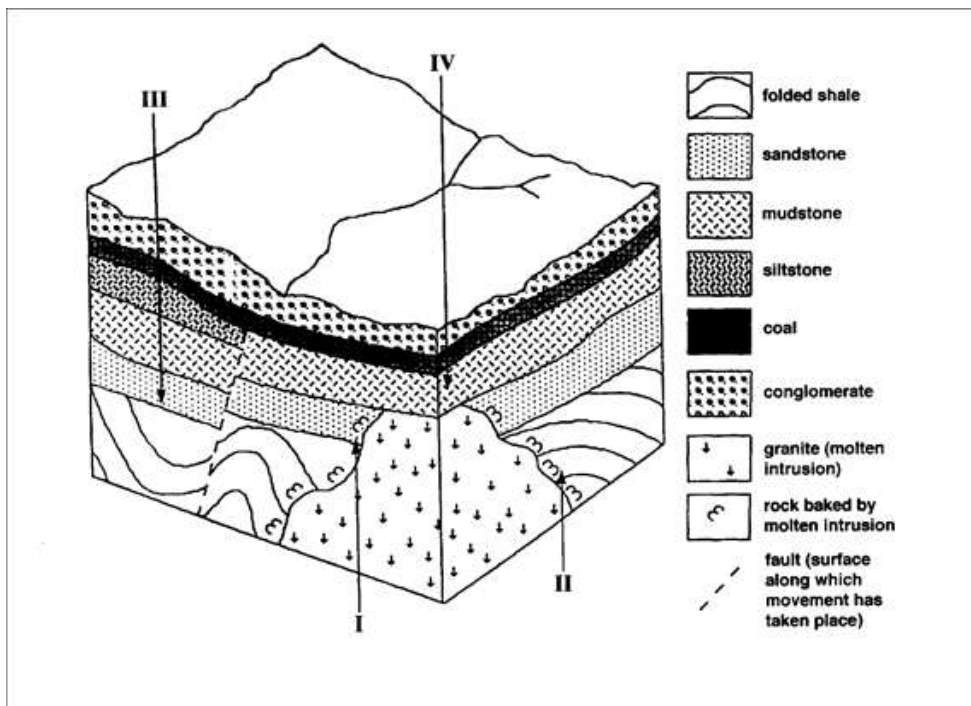 IV
III
I
II
folded shale
sandstone
mudstone
siltstone
coal
conglomerate
granite (molten
intrusion)
rock baked by
molten intrusion
fault (surface
along which
movement has
taken place)